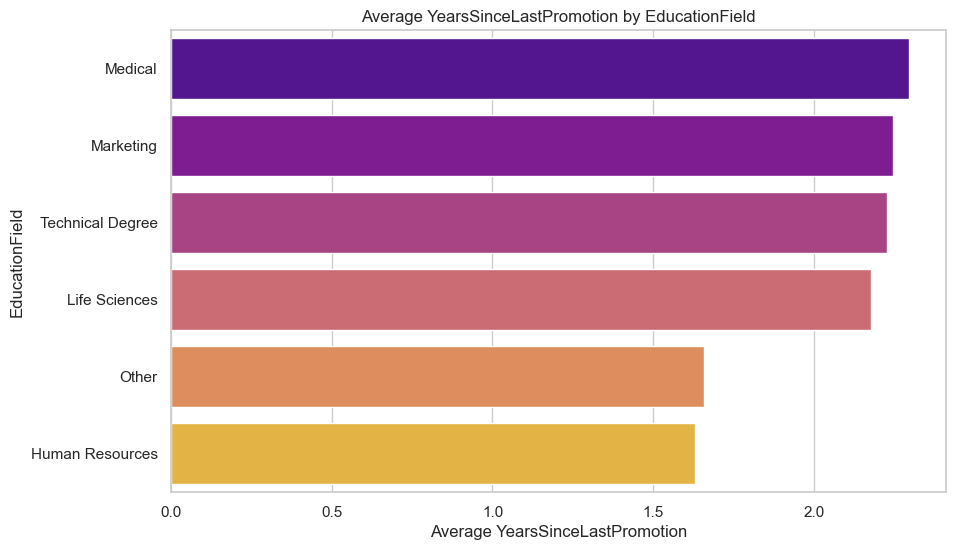 Average YearsSinceLastPromotion by EducationField
EducationField
Medical
Marketing
Technical Degree
Life Sciences
Other
Human Resources
0.0 0.5 1.0 1.5 2.0
Average YearsSinceLastPromotion